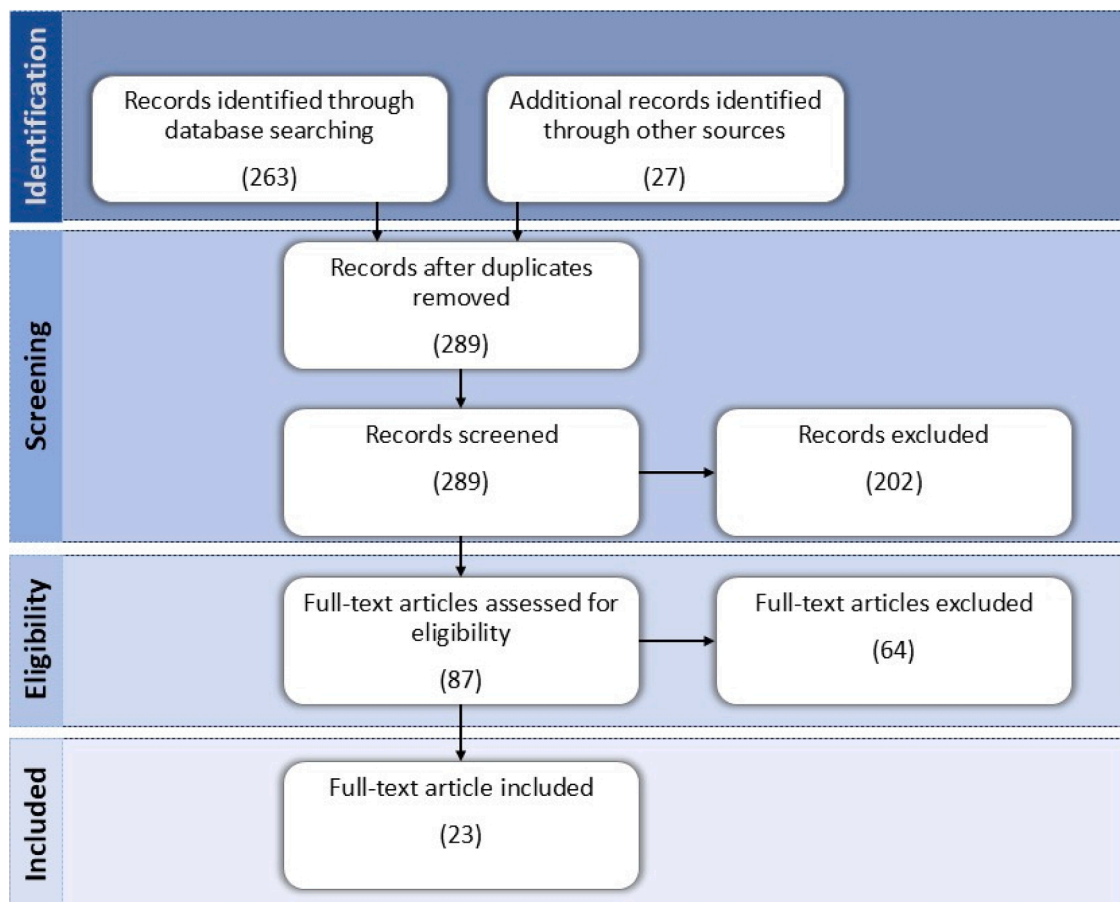 Identification
Records identified through
database searching
(263)
Additional records identified
through other sources
(27)
Screening
Records after duplicates
removed
(289)
Records screened
(289)
Records excluded
(202)
Eligibility
Full-text articles assessed for
eligibility
(87)
Full-text articles excluded
(64)
Included
Full-text article included
(23)